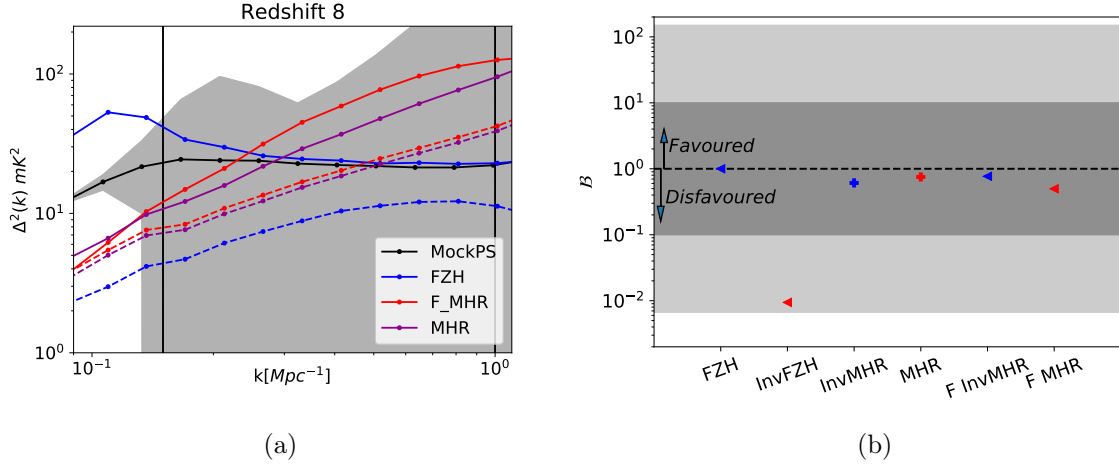 Redshift 8
Δ²(k) mK²
10²
10¹
10⁰
10⁻¹
10⁰
k[Mpc⁻¹]
MockPS
FZH
F_MHR
MHR
(a)
ℬ
10²
10¹
10⁰
10⁻¹
10⁻²
Favoured
Disfavoured
FZH
InvFZH
InvMHR
MHR
F InvMHR
F MHR
(b)